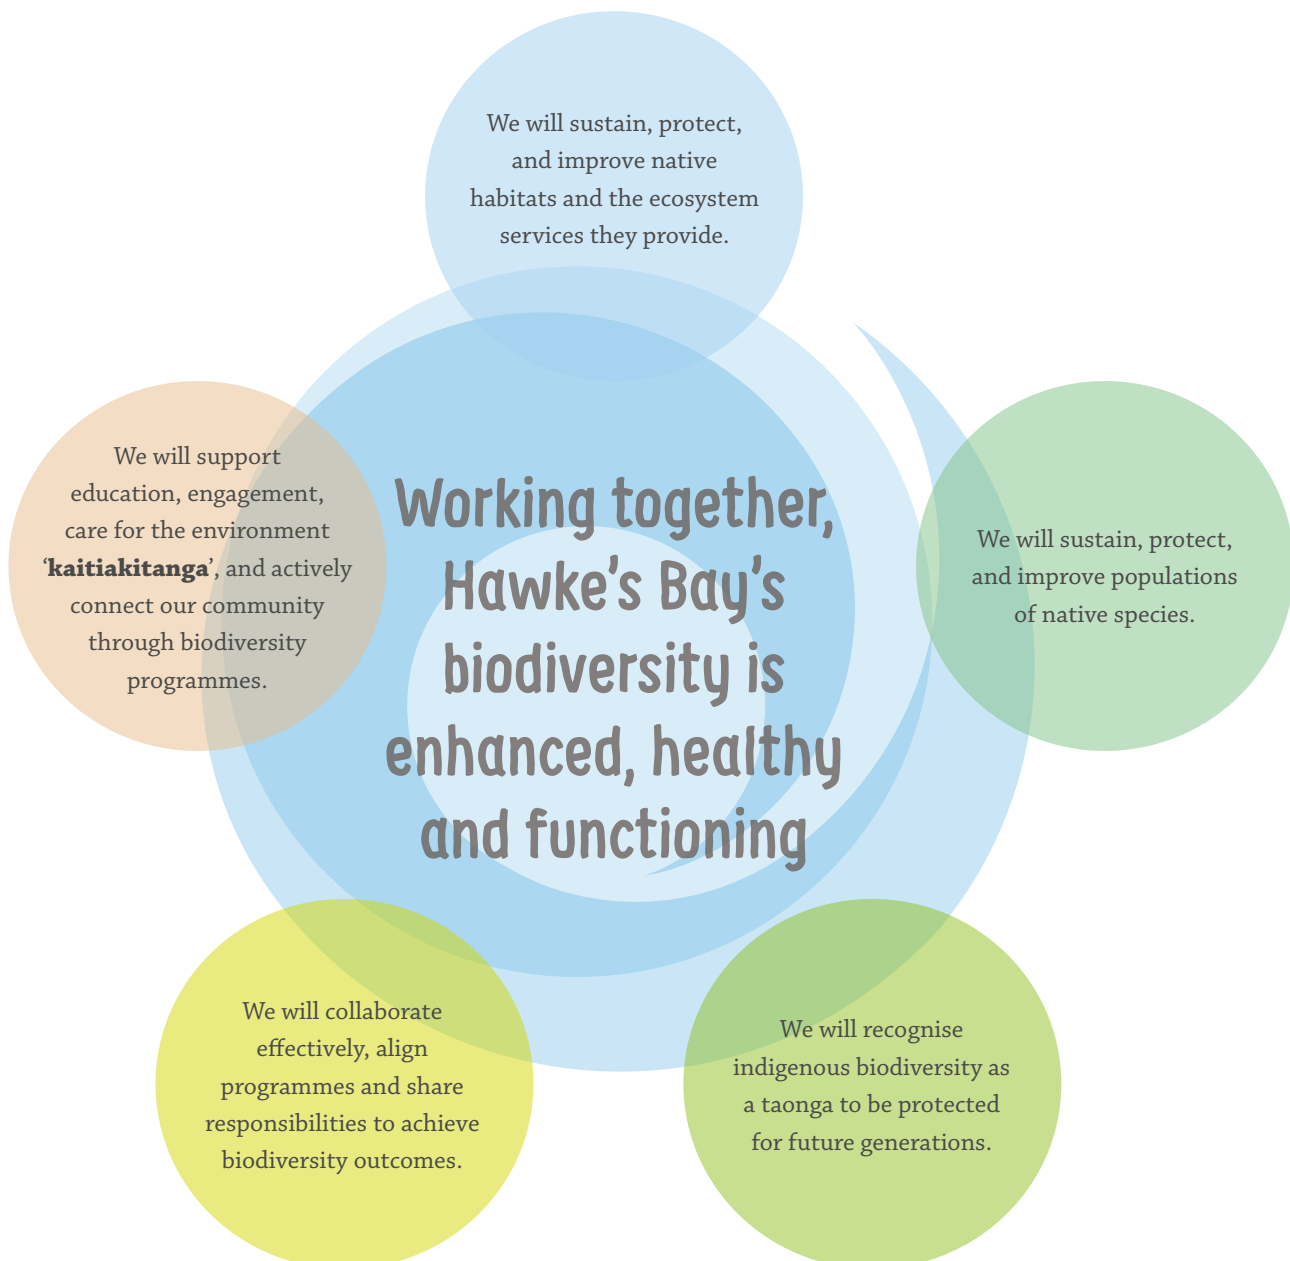 We will sustain, protect,
and improve native
habitats and the ecosystem
services they provide.
We will support
education, engagement,
care for the environment
‘kaitiakitanga’, and actively
connect our community
through biodiversity
programmes.
Working together,
Hawke’s Bay’s
biodiversity is
enhanced, healthy
and functioning
We will sustain, protect,
and improve populations
of native species.
We will collaborate
effectively, align
programmes and share
responsibilities to achieve
biodiversity outcomes.
We will recognise
indigenous biodiversity as
a taonga to be protected
for future generations.